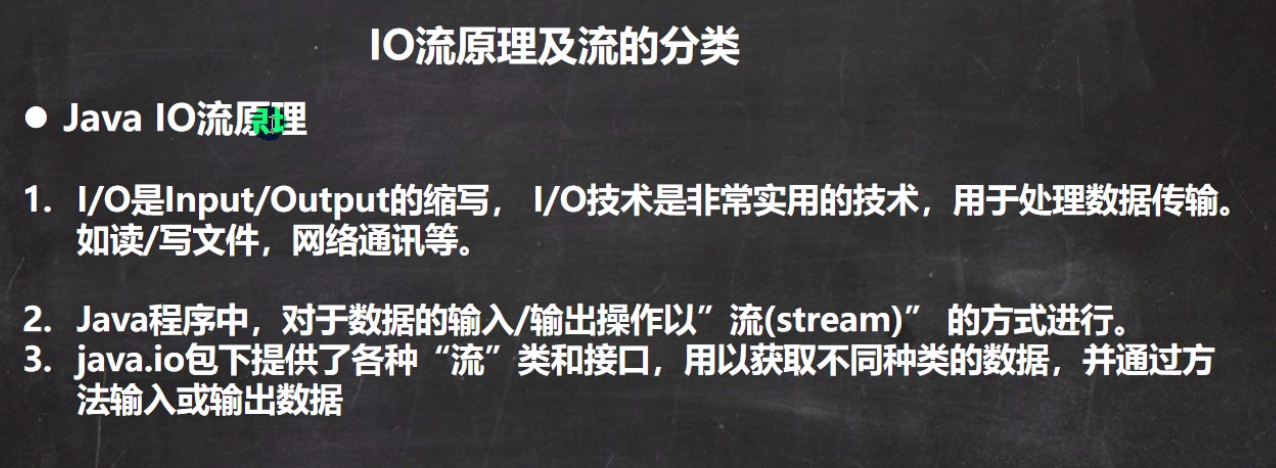 IO流原理及流的分类
● Java IO流原理
1. I/O是Input/Output的缩写， I/O技术是非常实用的技术，用于处理数据传输。
如读/写文件，网络通讯等。
2. Java程序中，对于数据的输入/输出操作以”流(stream)” 的方式进行。
3. java.io包下提供了各种“流”类和接口，用以获取不同种类的数据，并通过方
法输入或输出数据